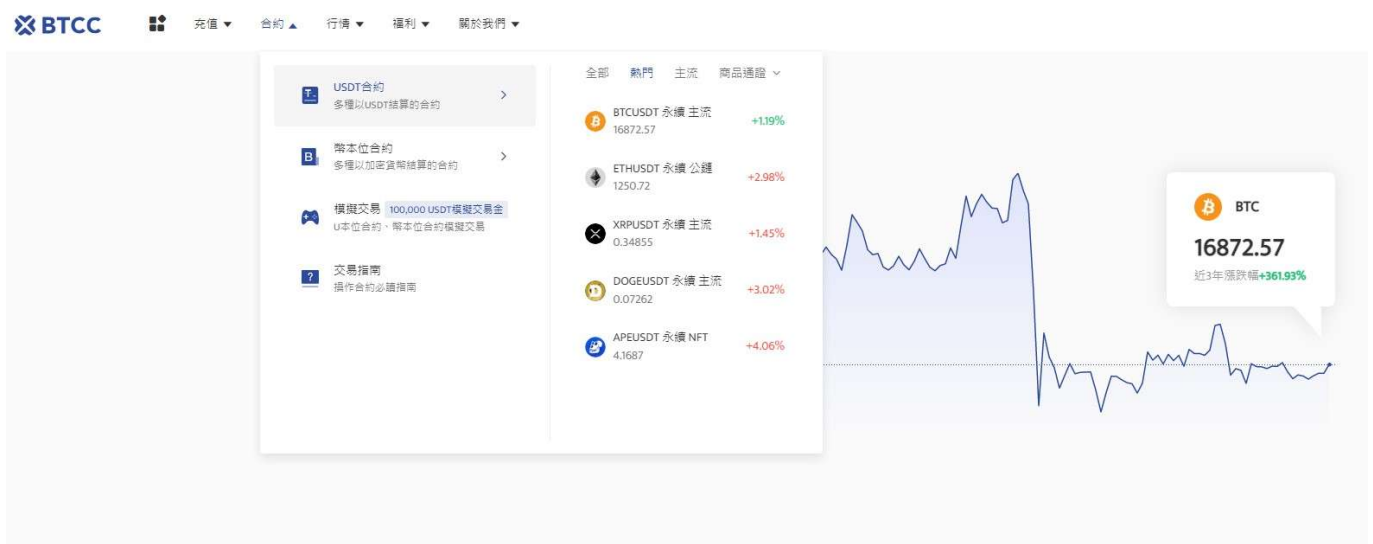 BTCC
充值 ▼
合約 ▲
行情 ▼
福利 ▼
關於我們 ▼
USDT合約
多種以USDT結算的合約
幣本位合約
多種以加密貨幣結算的合約
模擬交易 100,000 USDT模擬交易金
U本位合約、幣本位合約模擬交易
交易指南
操作合約必讀指南
全部 熱門 主流 商品通證
BTCUSDT 永續 主流
16872.57
+1.19%
ETHUSDT 永續 公鏈
1250.72
+2.98%
XRPUSDT 永續 主流
0.34855
+1.45%
DOGEUSDT 永續 主流
0.07262
+3.02%
APEUSDT 永續 NFT
4.1687
+4.06%
BTC
16872.57
近3年漲跌幅+361.93%